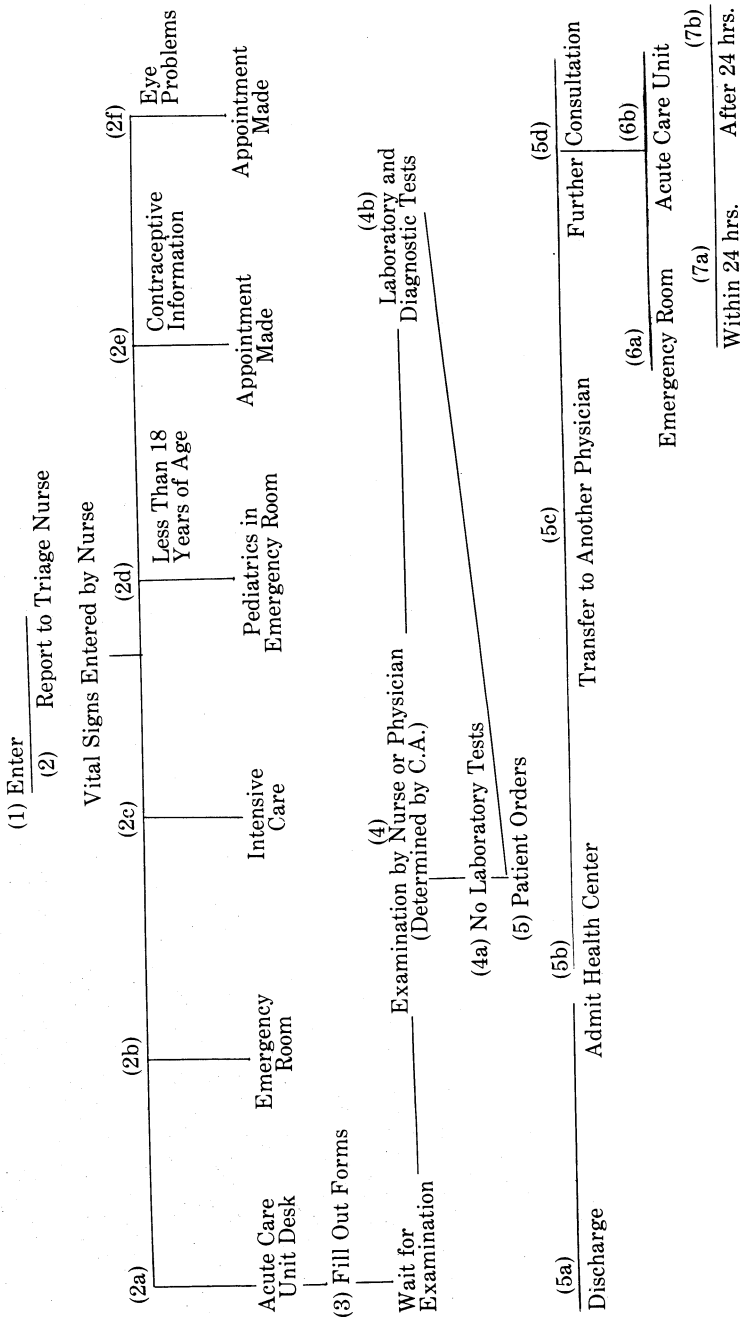 (1) Enter
(2) Report to Triage Nurse
Vital Signs Entered by Nurse
(2a)
(2b)
(2c)
(2d)
(2e)
(2f)
Less Than 18
Years of Age
Contraceptive
Information
Eye
Problems
Acute Care
Unit Desk
Emergency
Room
Intensive
Care
Pediatrics in
Emergency Room
Appointment
Made
Appointment
Made
(3) Fill Out Forms
Wait for
Examination
(4)
Examination by Nurse or Physician
(Determined by C.A.)
(4b)
Laboratory and
Diagnostic Tests
(4a) No Laboratory Tests
(5) Patient Orders
(5a)
(5b)
(5c)
(5d)
Discharge
Admit Health Center
Transfer to Another Physician
Further Consultation
(6a)
(6b)
Emergency Room
Acute Care Unit
(7a)
(7b)
Within 24 hrs.
After 24 hrs.